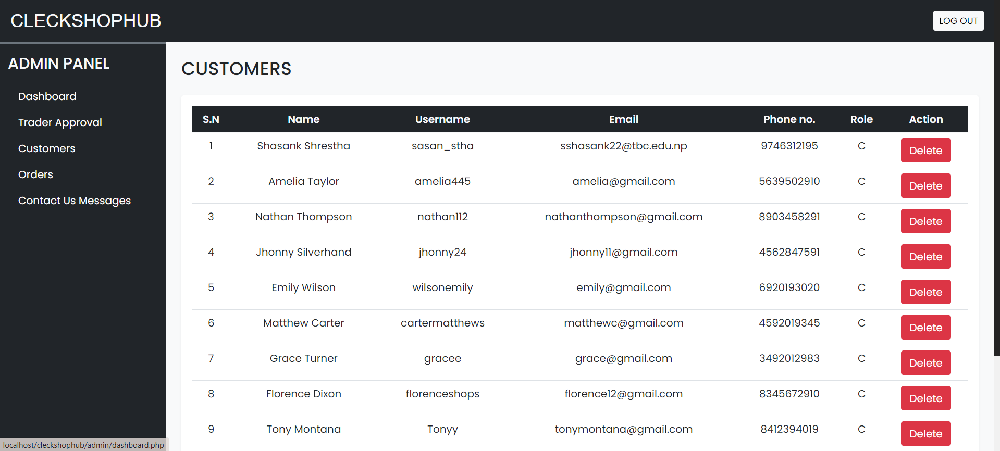 CLECKSHOPHUB
LOG OUT
ADMIN PANEL
Dashboard
Trader Approval
Customers
Orders
Contact Us Messages
CUSTOMERS
S.N Name Username Email Phone no. Role Action
1 Shasank Shrestha sasan_stha sshasank22@tbc.edu.np 9746312195 C Delete
2 Amelia Taylor amelia445 amelia@gmail.com 5639502910 C Delete
3 Nathan Thompson nathan112 nathanthompson@gmail.com 8903458291 C Delete
4 Jhonny Silverhand jhonny24 jhonny11@gmail.com 4562847591 C Delete
5 Emily Wilson wilsonemily emily@gmail.com 6920193020 C Delete
6 Matthew Carter cartermatthews matthewc@gmail.com 4592019345 C Delete
7 Grace Turner gracee grace@gmail.com 3492012983 C Delete
8 Florence Dixon florenceshops florence12@gmail.com 8345672910 C Delete
9 Tony Montana Tonyy tonymontana@gmail.com 8412394019 C Delete
localhost/cleckshophub/admin/dashboard.php